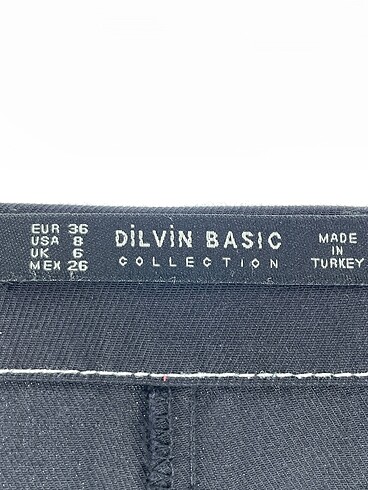 EUR 36
USA 8
UK 6
MEX 26
DİLVİN BASIC
COLLECTION
MADE
IN
TURKEY